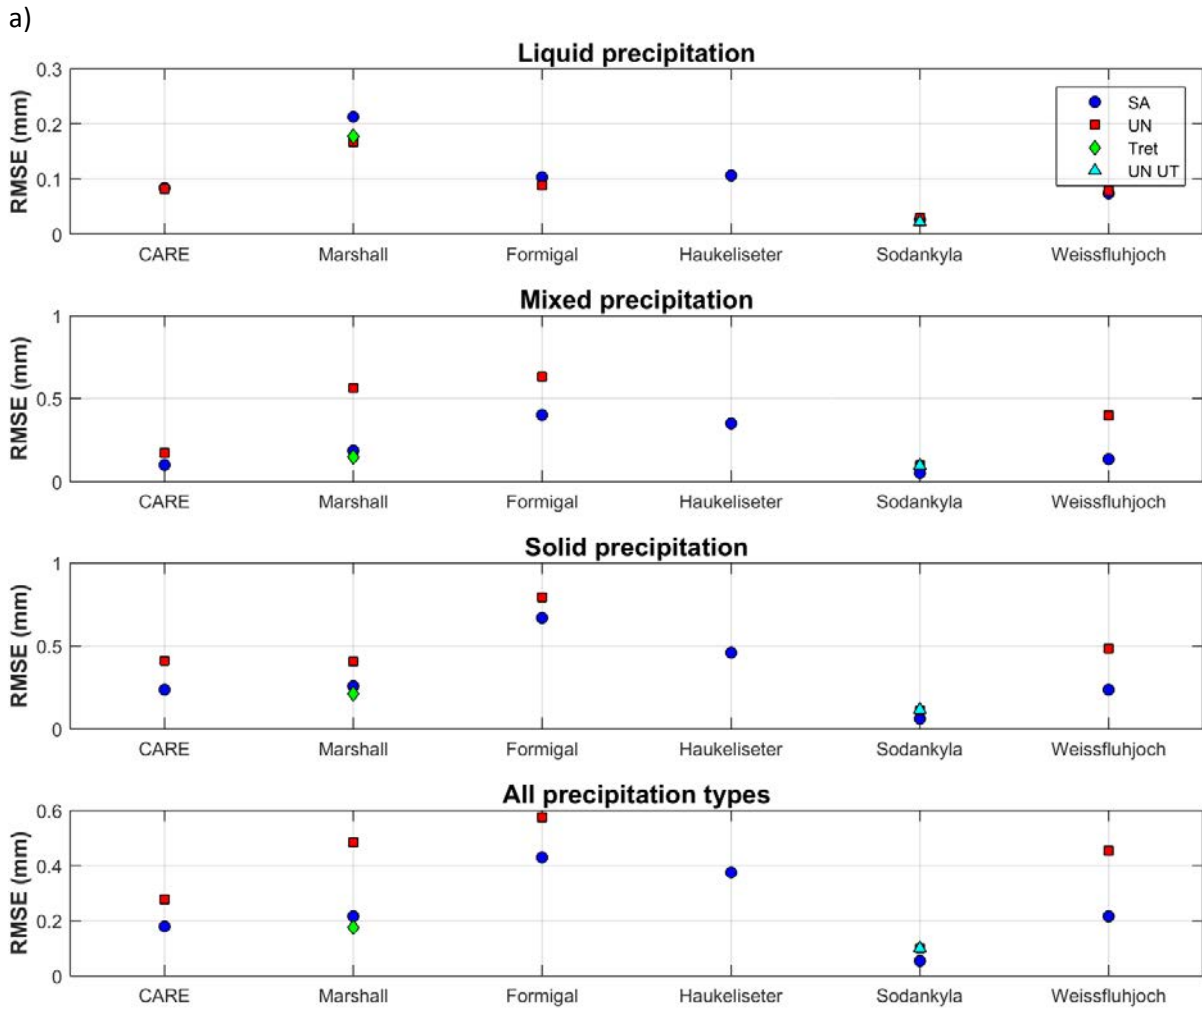 a)
Liquid precipitation
RMSE (mm)
0.3
0.2
0.1
0
SA
UN
Tret
UN UT
CARE Marshall Formigal Haukeliseter Sodankyla Weissfluhjoch
Mixed precipitation
RMSE (mm)
1
0.5
0
CARE Marshall Formigal Haukeliseter Sodankyla Weissfluhjoch
Solid precipitation
RMSE (mm)
1
0.5
0
CARE Marshall Formigal Haukeliseter Sodankyla Weissfluhjoch
All precipitation types
RMSE (mm)
0.6
0.4
0.2
0
CARE Marshall Formigal Haukeliseter Sodankyla Weissfluhjoch